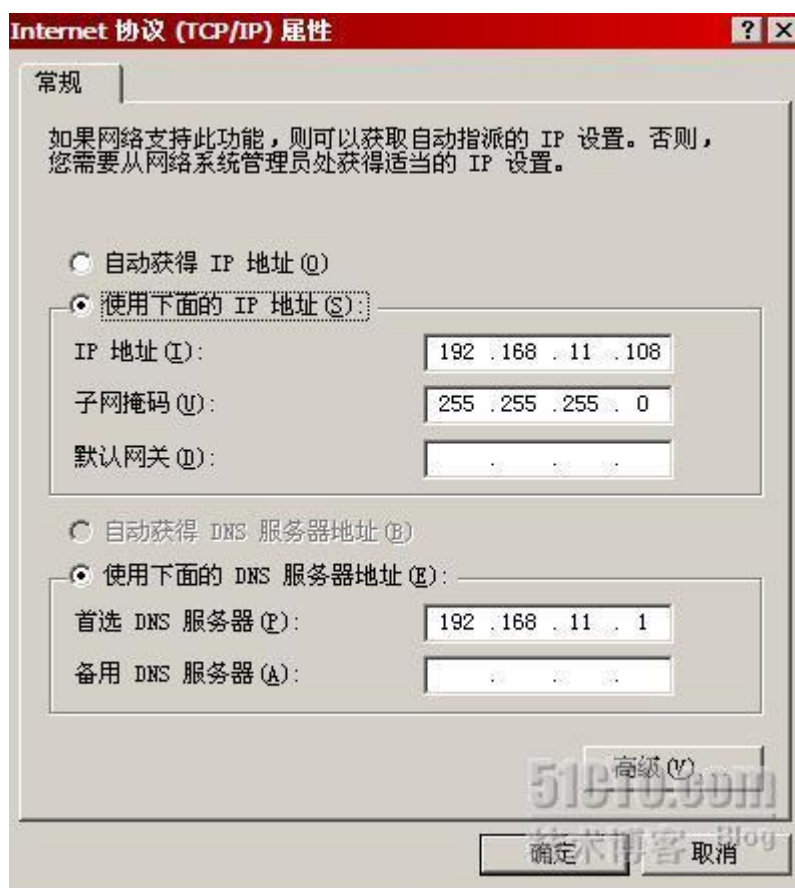 Internet 协议 (TCP/IP) 属性
常规
如果网络支持此功能，则可以获取自动指派的 IP 设置。否则，
您需要从网络系统管理员处获得适当的 IP 设置。
自动获得 IP 地址(O)
使用下面的 IP 地址(S):
IP 地址(I): 192 .168 . 11 .108
子网掩码(U): 255 .255 .255 . 0
默认网关(D): . . .
自动获得 DNS 服务器地址(B)
使用下面的 DNS 服务器地址(E):
首选 DNS 服务器(P): 192 .168 . 11 . 1
备用 DNS 服务器(A): . . .
高级(V)...
51CTO.com
技术博客 Blog
确定 取消